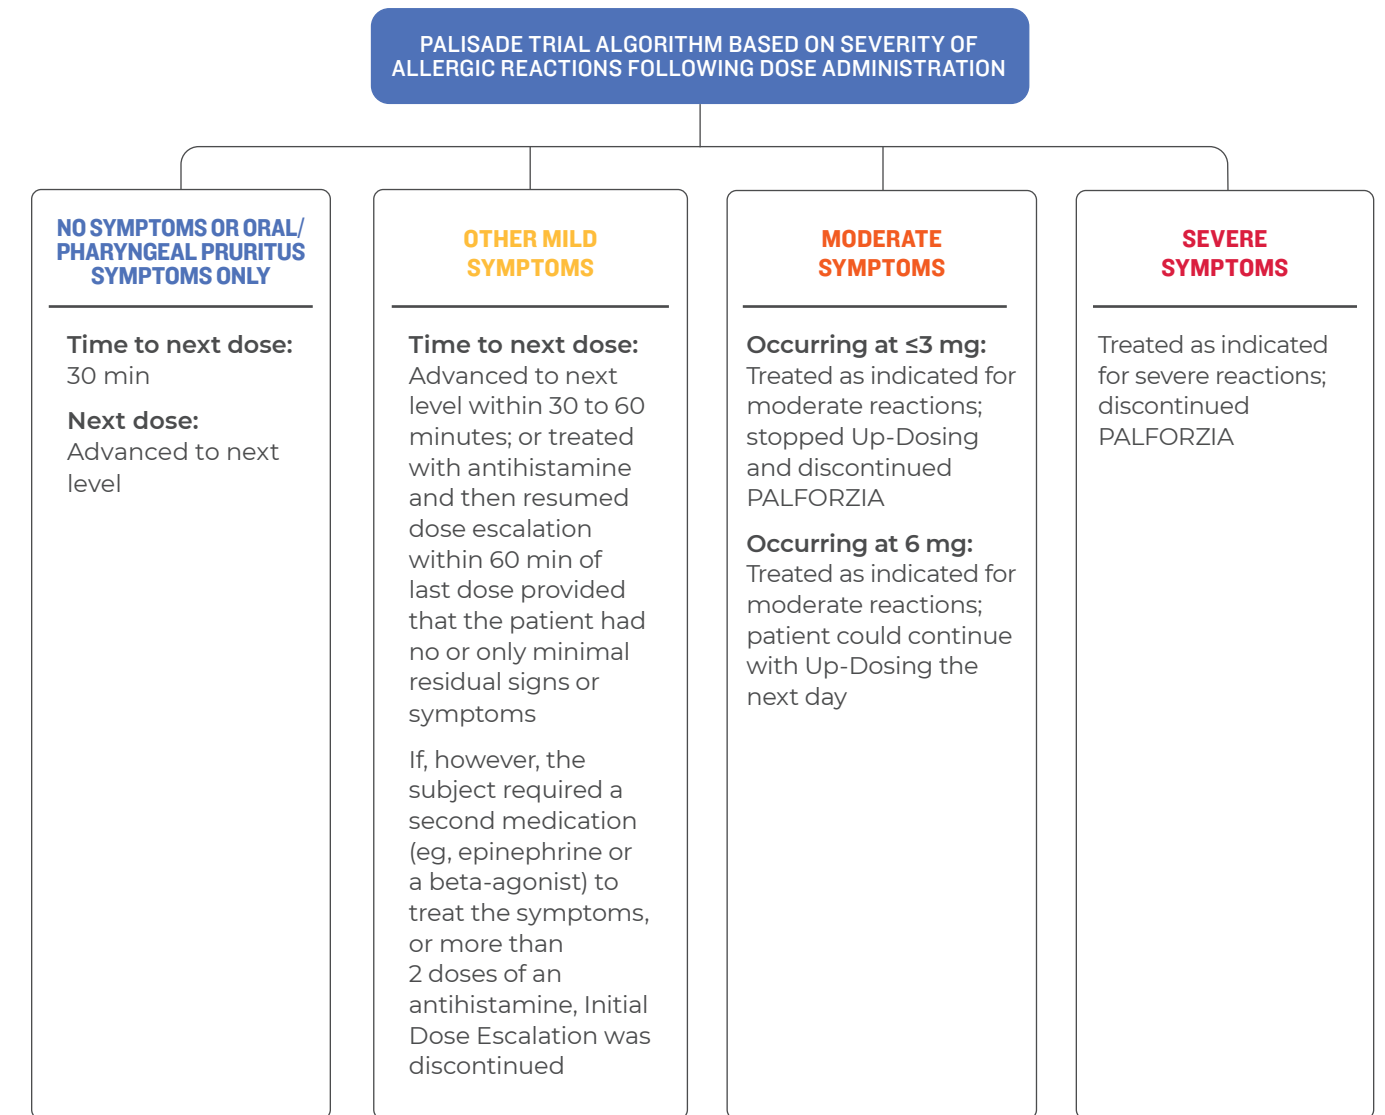 PALISADE TRIAL ALGORITHM BASED ON SEVERITY OF
ALLERGIC REACTIONS FOLLOWING DOSE ADMINISTRATION
NO SYMPTOMS OR ORAL/
PHARYNGEAL PRURITUS
SYMPTOMS ONLY
Time to next dose:
30 min
Next dose:
Advanced to next
level
OTHER MILD
SYMPTOMS
Time to next dose:
Advanced to next
level within 30 to 60
minutes; or treated
with antihistamine
and then resumed
dose escalation
within 60 min of
last dose provided
that the patient had
no or only minimal
residual signs or
symptoms
If, however, the
subject required a
second medication
(eg, epinephrine or
a beta-agonist) to
treat the symptoms,
or more than
2 doses of an
antihistamine, Initial
Dose Escalation was
discontinued
MODERATE
SYMPTOMS
Occurring at ≤3 mg:
Treated as indicated for
moderate reactions;
stopped Up-Dosing
and discontinued
PALFORZIA
Occurring at 6 mg:
Treated as indicated for
moderate reactions;
patient could continue
with Up-Dosing the
next day
SEVERE
SYMPTOMS
Treated as indicated
for severe reactions;
discontinued
PALFORZIA